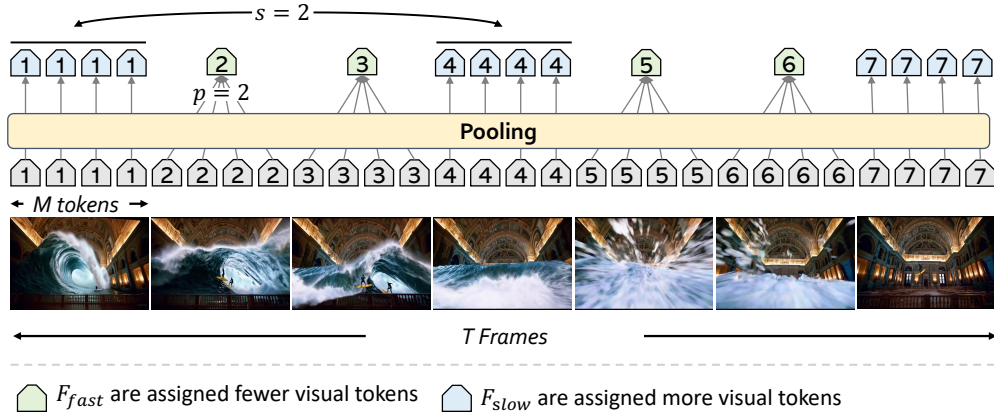 s = 2
1 1 1 1 2 3 4 4 4 4 5 6 7 7 7 7
p = 2
Pooling
1 1 1 1 2 2 2 2 3 3 3 3 4 4 4 4 5 5 5 5 6 6 6 6 7 7 7 7
M tokens
T Frames
F_fast are assigned fewer visual tokens
F_slow are assigned more visual tokens